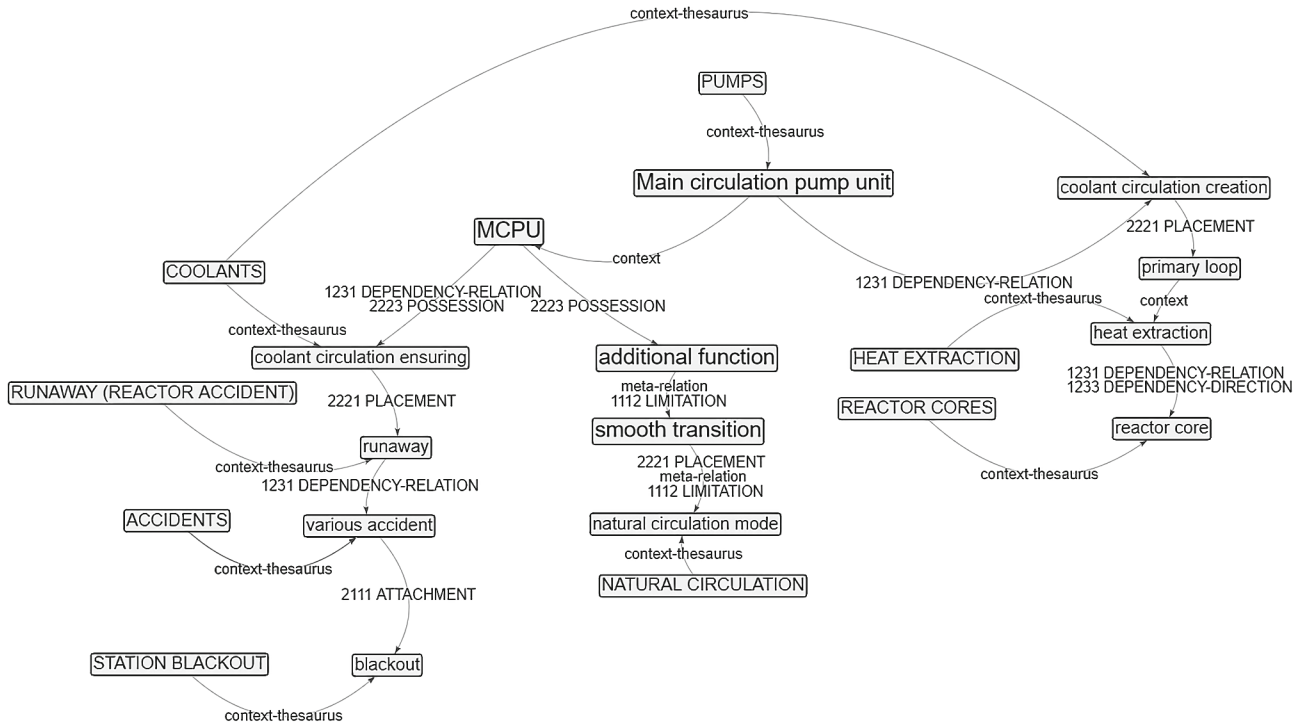 context-thesaurus
PUMPS
context-thesaurus
Main circulation pump unit
coolant circulation creation
MCPU
2221 PLACEMENT
context
COOLANTS
primary loop
1231 DEPENDENCY-RELATION
1231 DEPENDENCY-RELATION
2223 POSSESSION
2223 POSSESSION
context-thesaurus
context
context-thesaurus
heat extraction
coolant circulation ensuring
additional function
HEAT EXTRACTION
1231 DEPENDENCY-RELATION
1233 DEPENDENCY-DIRECTION
RUNAWAY (REACTOR ACCIDENT)
meta-relation
1112 LIMITATION
2221 PLACEMENT
REACTOR CORES
smooth transition
reactor core
runaway
context-thesaurus
2221 PLACEMENT
meta-relation
1112 LIMITATION
context-thesaurus
1231 DEPENDENCY-RELATION
ACCIDENTS
various accident
natural circulation mode
context-thesaurus
context-thesaurus
NATURAL CIRCULATION
2111 ATTACHMENT
STATION BLACKOUT
blackout
context-thesaurus